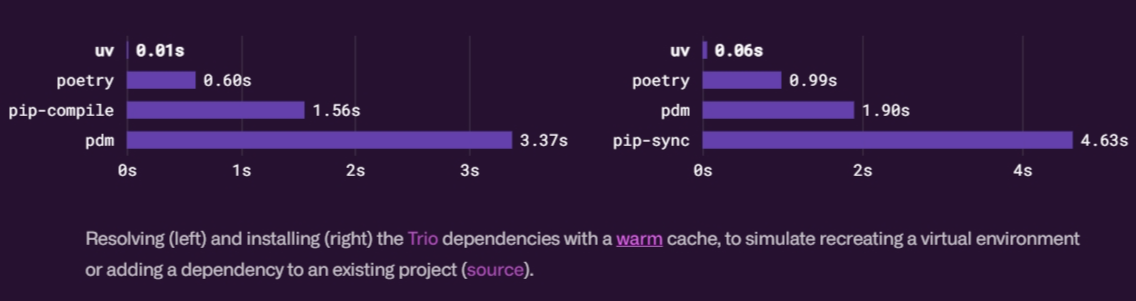 uv 0.01s
poetry 0.60s
pip-compile 1.56s
pdm 3.37s
0s 1s 2s 3s
uv 0.06s
poetry 0.99s
pdm 1.90s
pip-sync 4.63s
0s 2s 4s
Resolving (left) and installing (right) the Trio dependencies with a warm cache, to simulate recreating a virtual environment
or adding a dependency to an existing project (source).